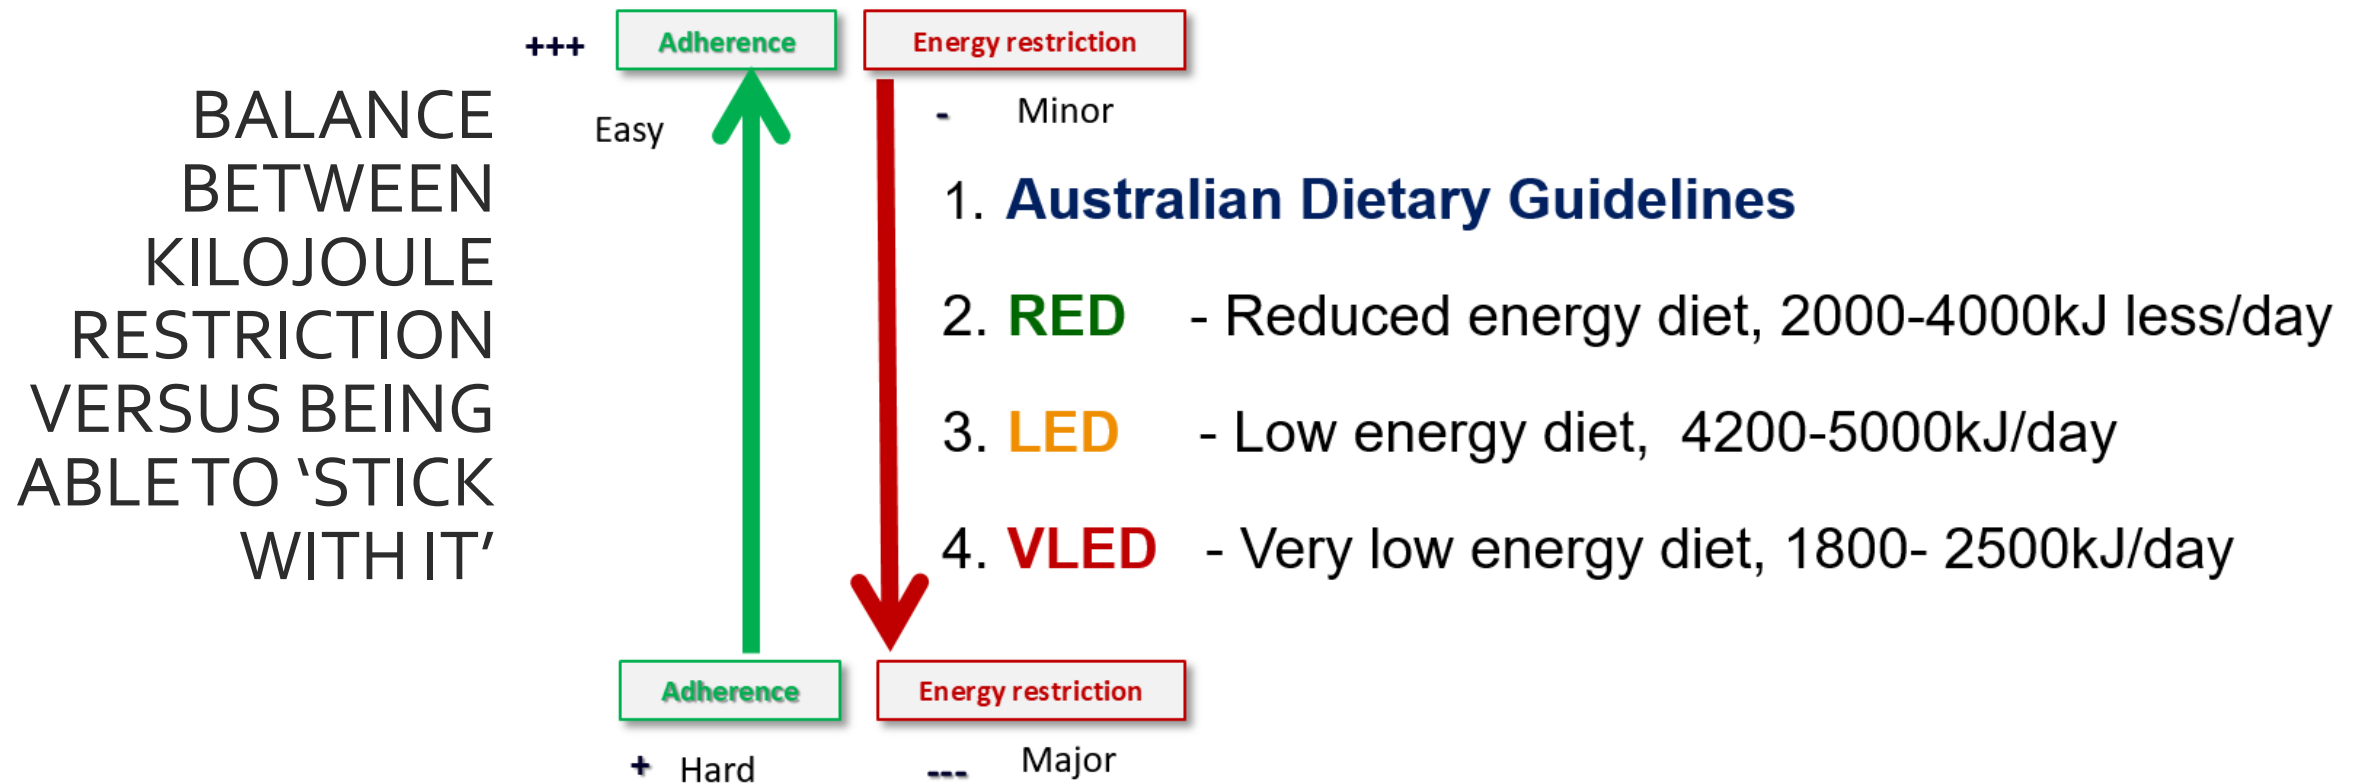 BALANCE
BETWEEN
KILOJOULE
RESTRICTION
VERSUS BEING
ABLE TO ‘STICK
WITH IT’
+++ Adherence
Easy
Energy restriction
- Minor
1. Australian Dietary Guidelines
2. RED - Reduced energy diet, 2000-4000kJ less/day
3. LED - Low energy diet, 4200-5000kJ/day
4. VLED - Very low energy diet, 1800- 2500kJ/day
Adherence
+ Hard
Energy restriction
--- Major